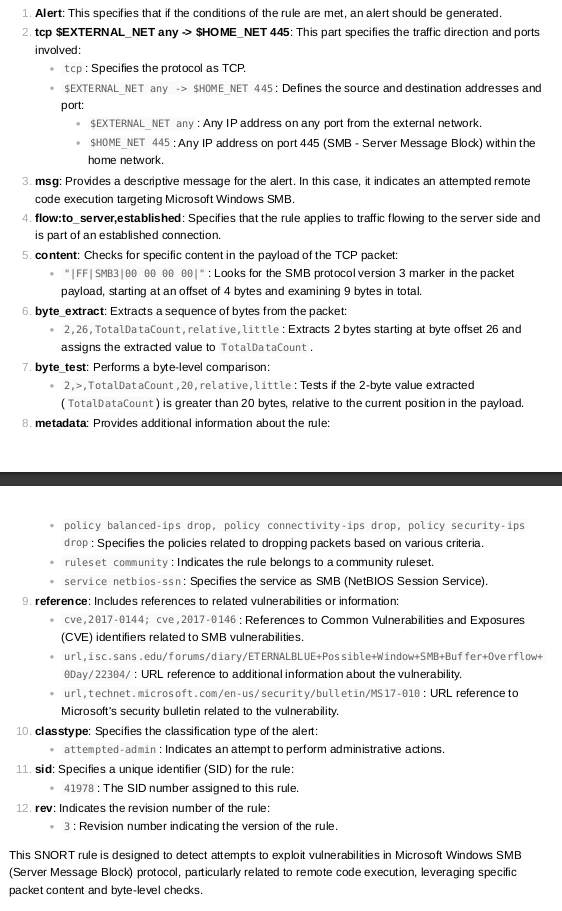 1. Alert: This specifies that if the conditions of the rule are met, an alert should be generated.
2. tcp $EXTERNAL_NET any -> $HOME_NET 445: This part specifies the traffic direction and ports
involved:
• tcp : Specifies the protocol as TCP.
• $EXTERNAL_NET any -> $HOME_NET 445 : Defines the source and destination addresses and
port:
• $EXTERNAL_NET any : Any IP address on any port from the external network.
• $HOME_NET 445 : Any IP address on port 445 (SMB - Server Message Block) within the
home network.
3. msg: Provides a descriptive message for the alert. In this case, it indicates an attempted remote
code execution targeting Microsoft Windows SMB.
4. flow:to_server,established: Specifies that the rule applies to traffic flowing to the server side and
is part of an established connection.
5. content: Checks for specific content in the payload of the TCP packet:
• "|FF|SMB3|00 00 00 00|" : Looks for the SMB protocol version 3 marker in the packet
payload, starting at an offset of 4 bytes and examining 9 bytes in total.
6. byte_extract: Extracts a sequence of bytes from the packet:
• 2,26,TotalDataCount,relative,little : Extracts 2 bytes starting at byte offset 26 and
assigns the extracted value to TotalDataCount .
7. byte_test: Performs a byte-level comparison:
• 2,>,TotalDataCount,20,relative,little : Tests if the 2-byte value extracted
( TotalDataCount ) is greater than 20 bytes, relative to the current position in the payload.
8. metadata: Provides additional information about the rule:
• policy balanced-ips drop, policy connectivity-ips drop, policy security-ips
drop : Specifies the policies related to dropping packets based on various criteria.
• ruleset community : Indicates the rule belongs to a community ruleset.
• service netbios-ssn : Specifies the service as SMB (NetBIOS Session Service).
9. reference: Includes references to related vulnerabilities or information:
• cve,2017-0144; cve,2017-0146 : References to Common Vulnerabilities and Exposures
(CVE) identifiers related to SMB vulnerabilities.
• url,isc.sans.edu/forums/diary/ETERNALBLUE+Possible+Window+SMB+Buffer+Overflow+
0Day/22304/ : URL reference to additional information about the vulnerability.
• url,technet.microsoft.com/en-us/security/bulletin/MS17-010 : URL reference to
Microsoft's security bulletin related to the vulnerability.
10. classtype: Specifies the classification type of the alert:
• attempted-admin : Indicates an attempt to perform administrative actions.
11. sid: Specifies a unique identifier (SID) for the rule:
• 41978 : The SID number assigned to this rule.
12. rev: Indicates the revision number of the rule:
• 3 : Revision number indicating the version of the rule.
This SNORT rule is designed to detect attempts to exploit vulnerabilities in Microsoft Windows SMB
(Server Message Block) protocol, particularly related to remote code execution, leveraging specific
packet content and byte-level checks.